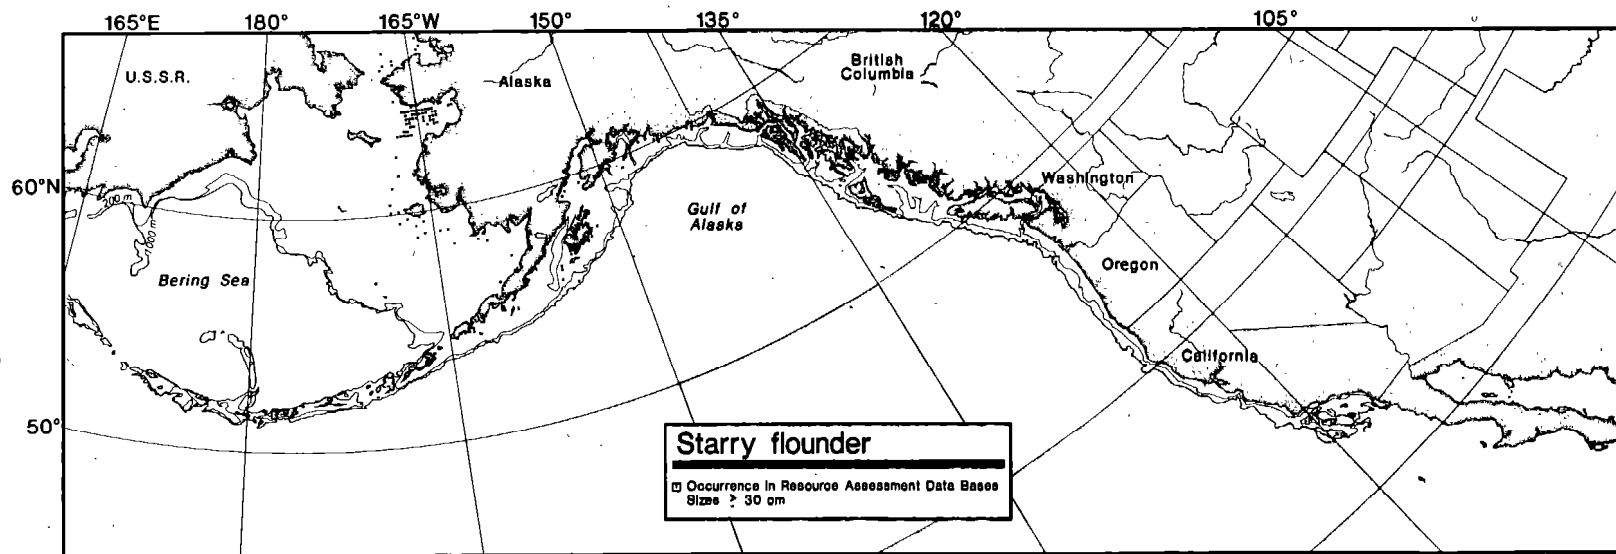 165°E 180° 165°W 150° 135° 120° 105°
U.S.S.R.
Alaska
British
Columbia
60°N
200 m
Washington
Gulf of
Alaska
Oregon
Bering Sea
California
50°
Starry flounder
Occurrence in Resource Assessment Data Bases
Sizes ≥ 30 cm